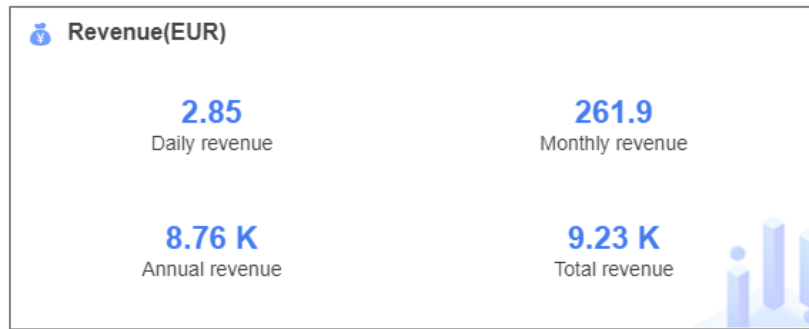 ¥ Revenue(EUR)
2.85
Daily revenue
261.9
Monthly revenue
8.76 K
Annual revenue
9.23 K
Total revenue